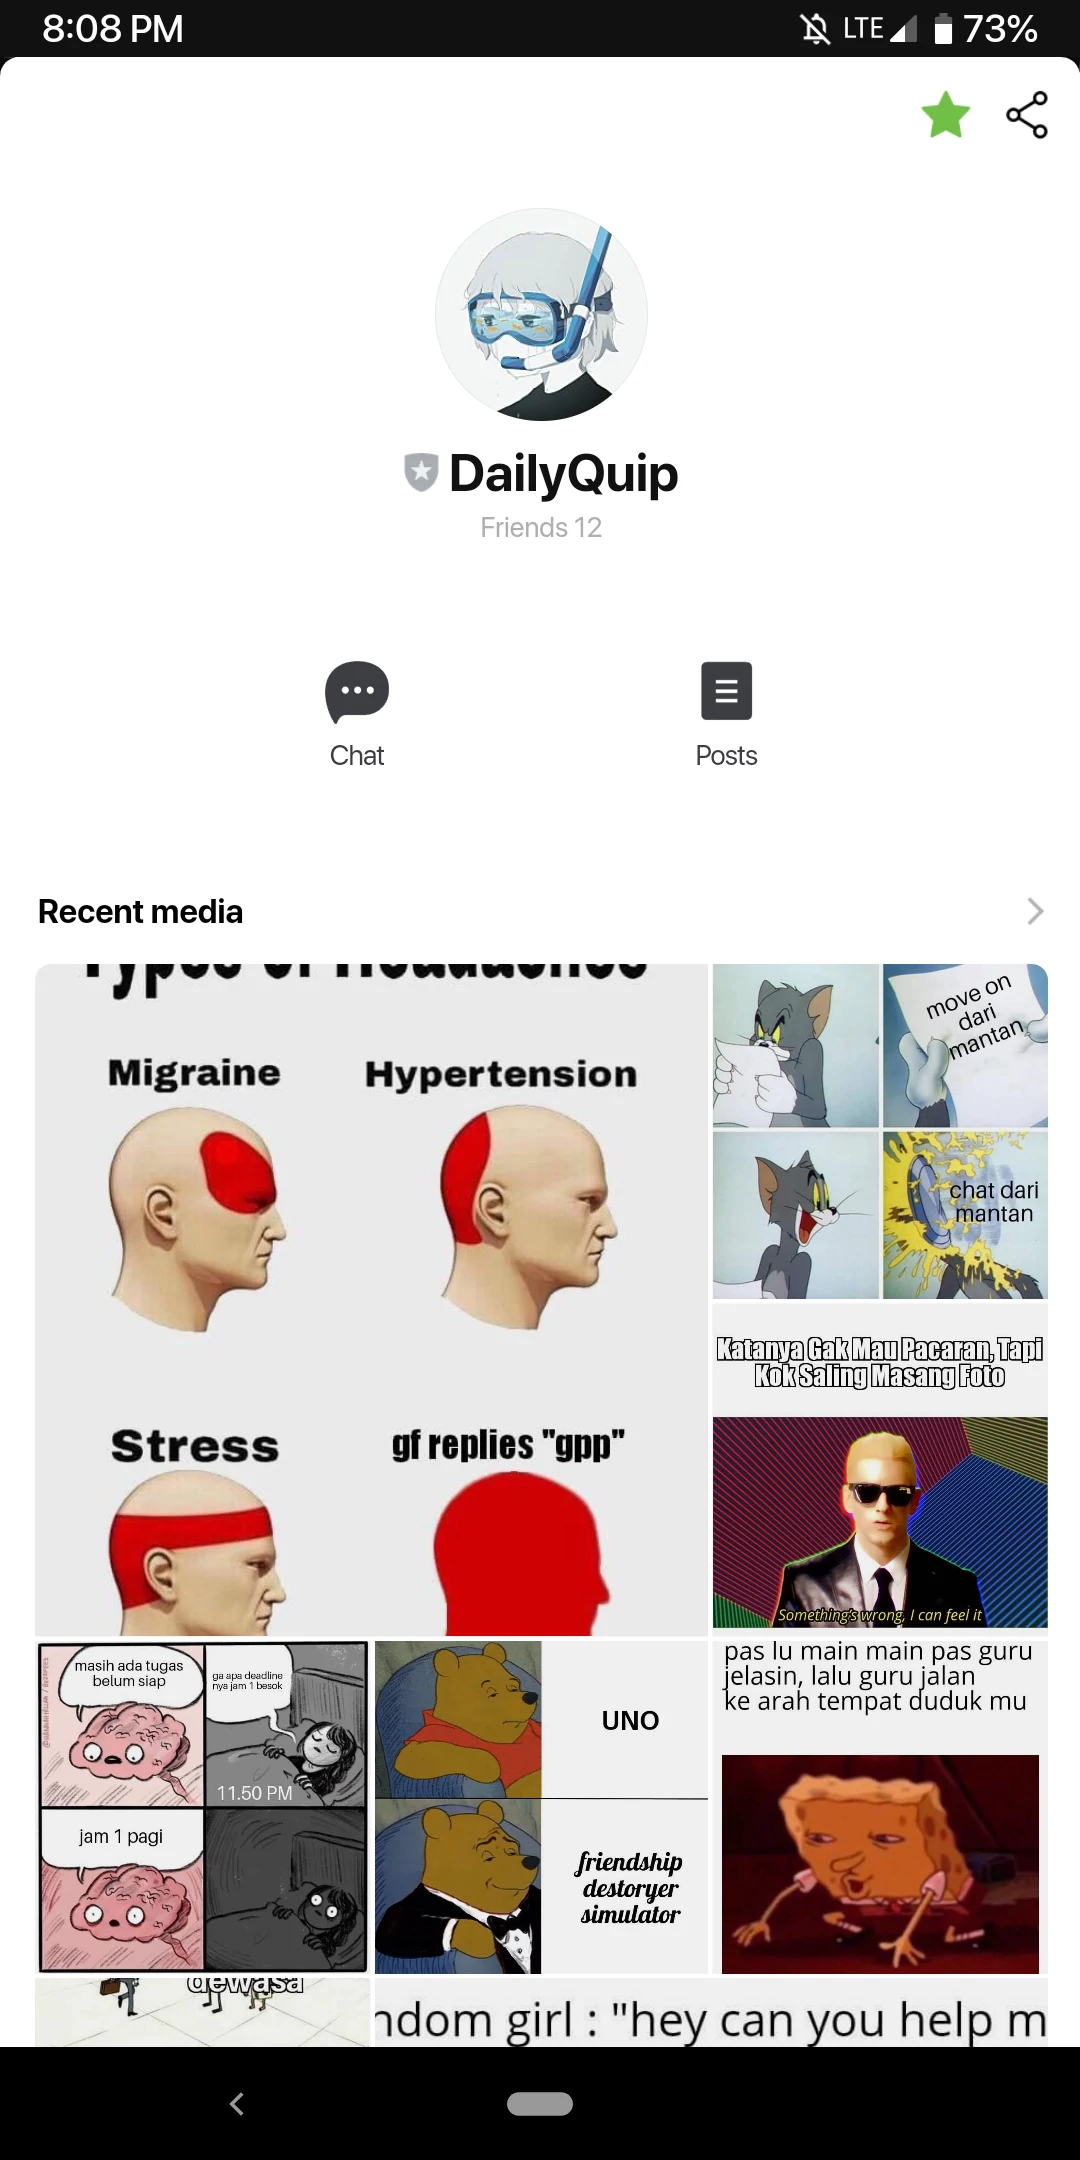 8:08 PM
LTE
73%
DailyQuip
Friends 12
Chat
Posts
Recent media
Types of Headache
Migraine
Hypertension
Stress
gf replies "gpp"
move on
dari
mantan
chat dari
mantan
Katanya Gak Mau Pacaran, Tapi
Kok Saling Masang Foto
Something's wrong, I can feel it
masih ada tugas
belum siap
ga apa deadline
nya jam 1 besok
11.50 PM
jam 1 pagi
UNO
friendship
destoryer
simulator
pas lu main main pas guru
jelasin, lalu guru jalan
ke arah tempat duduk mu
dewasa
ndom girl : "hey can you help m